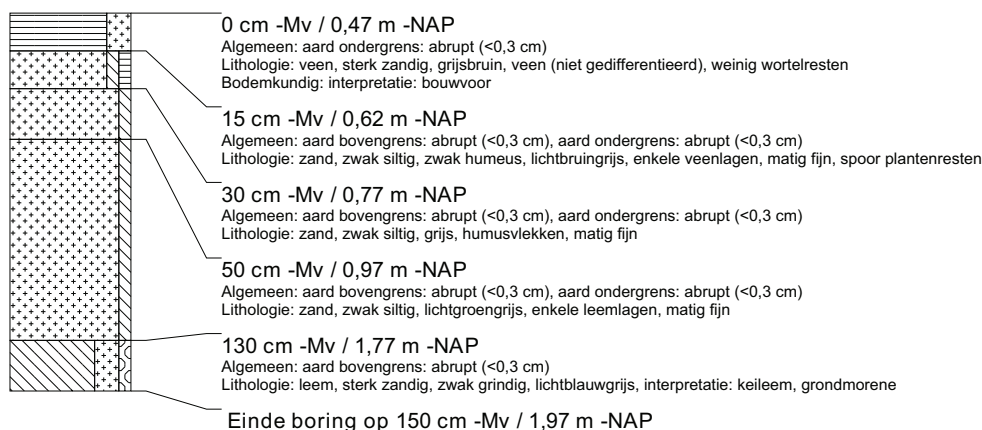 0 cm -Mv / 0,47 m -NAP
Algemeen: aard ondergrens: abrupt (<0,3 cm)
Lithologie: veen, sterk zandig, grijsbruin, veen (niet gedifferentieerd), weinig wortelresten
Bodemkundig: interpretatie: bouwvoor
15 cm -Mv / 0,62 m -NAP
Algemeen: aard bovengrens: abrupt (<0,3 cm), aard ondergrens: abrupt (<0,3 cm)
Lithologie: zand, zwak siltig, zwak humeus, lichtbruingrijs, enkele veenlagen, matig fijn, spoor plantenresten
30 cm -Mv / 0,77 m -NAP
Algemeen: aard bovengrens: abrupt (<0,3 cm), aard ondergrens: abrupt (<0,3 cm)
Lithologie: zand, zwak siltig, grijs, humusvlekken, matig fijn
50 cm -Mv / 0,97 m -NAP
Algemeen: aard bovengrens: abrupt (<0,3 cm), aard ondergrens: abrupt (<0,3 cm)
Lithologie: zand, zwak siltig, lichtgroengrijs, enkele leemlagen, matig fijn
130 cm -Mv / 1,77 m -NAP
Algemeen: aard bovengrens: abrupt (<0,3 cm)
Lithologie: leem, sterk zandig, zwak grindig, lichtblauwgrijs, interpretatie: keileem, grondmorene
Einde boring op 150 cm -Mv / 1,97 m -NAP